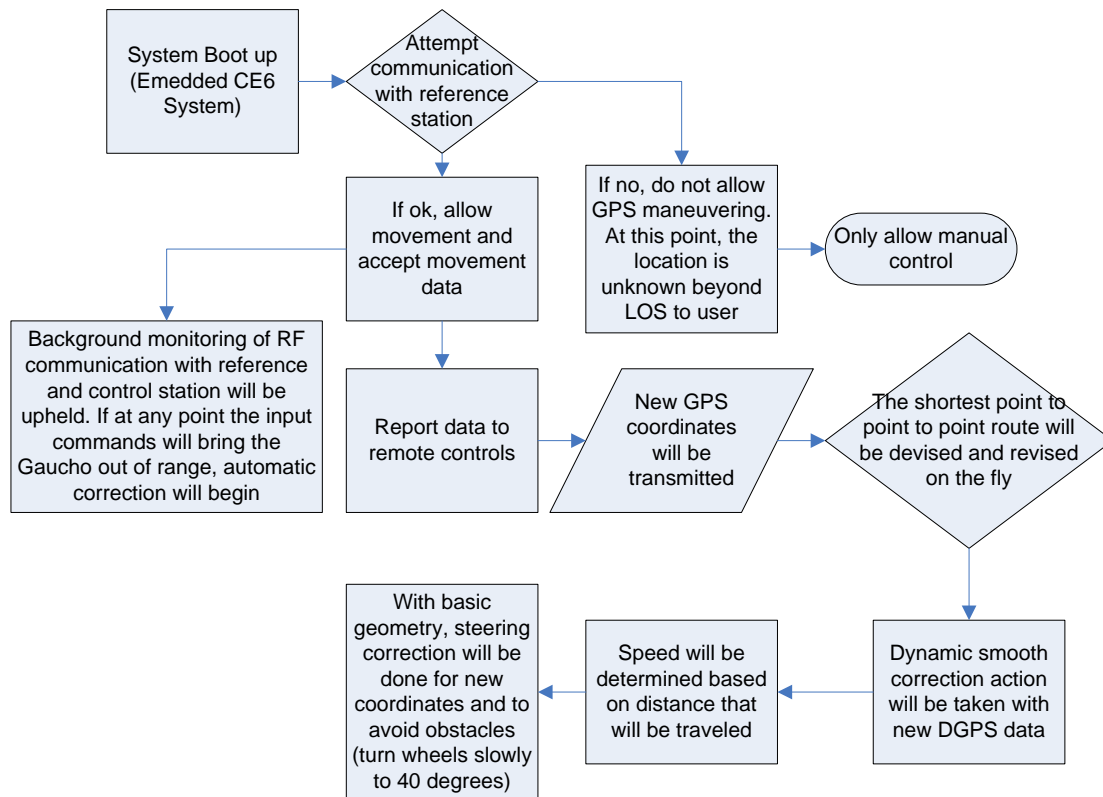 System Boot up
(Emedded CE6
System)
Attempt
communication
with reference
station
If ok, allow
movement and
accept movement
data
If no, do not allow
GPS maneuvering.
At this point, the
location is
unknown beyond
LOS to user
Only allow manual
control
Background monitoring of RF
communication with reference
and control station will be
upheld. If at any point the input
commands will bring the
Gaucho out of range, automatic
correction will begin
Report data to
remote controls
New GPS
coordinates
will be
transmitted
The shortest point to
point to point route will
be devised and revised
on the fly
Dynamic smooth
correction action
will be taken with
new DGPS data
Speed will be
determined based
on distance that
will be traveled
With basic
geometry, steering
correction will be
done for new
coordinates and to
avoid obstacles
(turn wheels slowly
to 40 degrees)